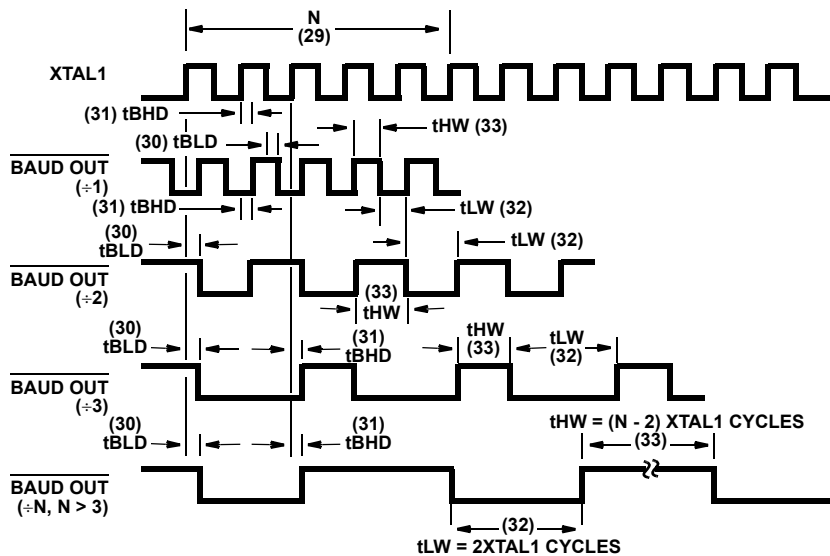 N
(29)
XTAL1
(31) tBHD
tHW (33)
(30) tBLD
BAUD OUT
(÷1)
(31) tBHD
tLW (32)
(30)
tBLD
tLW (32)
BAUD OUT
(÷2)
(33)
tHW
(30)
tBLD
(31)
tBHD
tHW
(33)
tLW
(32)
BAUD OUT
(÷3)
(30)
tBLD
(31)
tBHD
tHW = (N - 2) XTAL1 CYCLES
(33)
BAUD OUT
(÷N, N > 3)
(32)
tLW = 2XTAL1 CYCLES